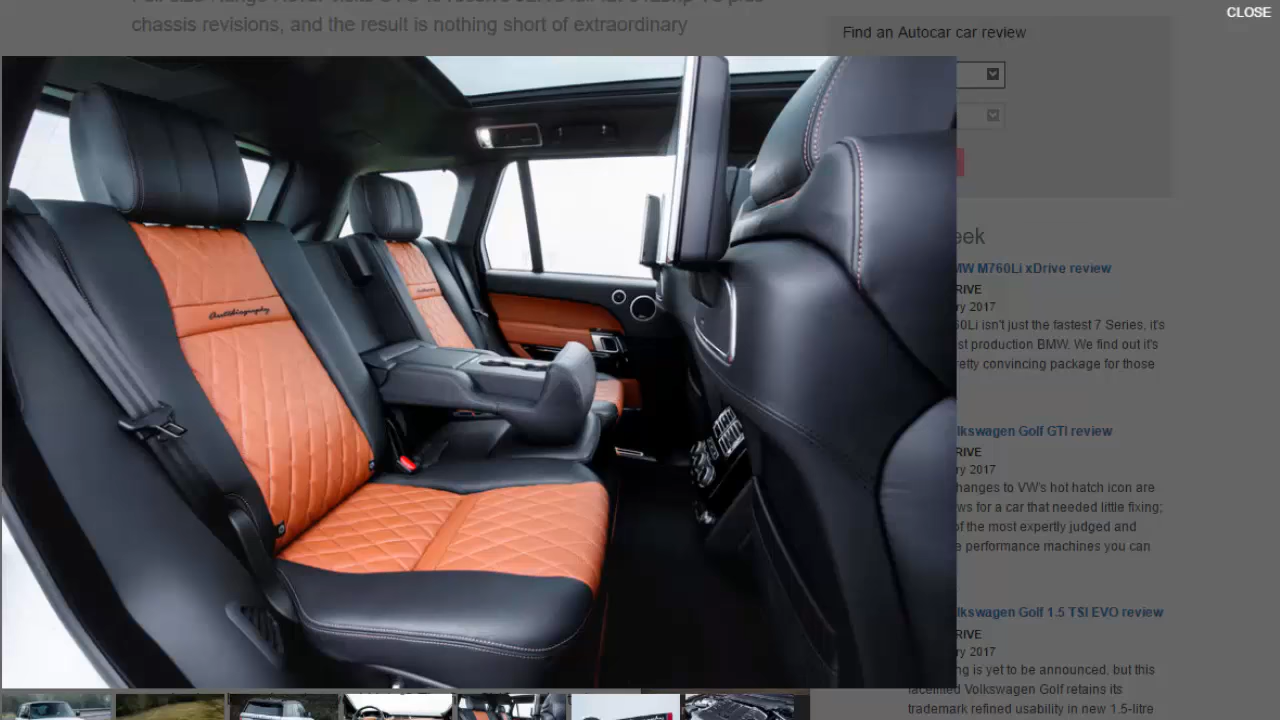 CLOSE
chassis revisions, and the result is nothing short of extraordinary
Find an Autocar car review
Autobiography
eek
MW M760Li xDrive review
RIVE
ry 2017
60Li isn't just the fastest 7 Series, it's
st production BMW. We find out it's
retty convincing package for those
lkswagen Golf GTI review
RIVE
ry 2017
hanges to VW's hot hatch icon are
ws for a car that needed little fixing;
of the most expertly judged and
e performance machines you can
lkswagen Golf 1.5 TSI EVO review
RIVE
ry 2017
ng is yet to be announced, but this
facelifted Volkswagen Golf retains its
trademark refined usability in new 1.5-litre